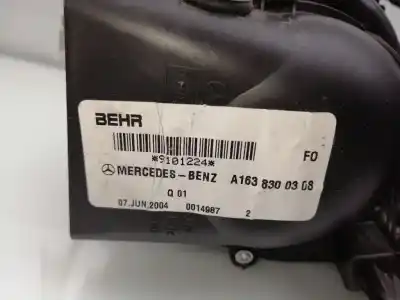 BEHR
FO
*9101224*
MERCEDES-BENZ A163 830 03 08
Q 01
07.JUN.2004 0014987 2